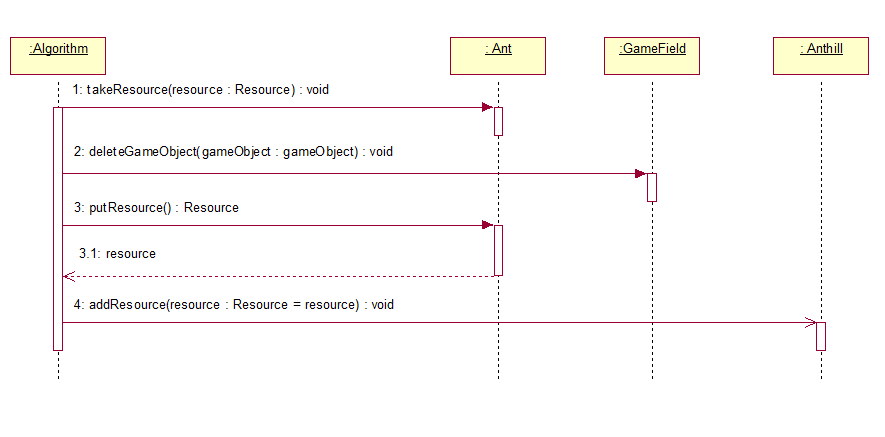 :Algorithm
: Ant
:GameField
: Anthill
1: takeResource(resource : Resource) : void
2: deleteGameObject(gameObject : gameObject) : void
3: putResource() : Resource
3.1: resource
4: addResource(resource : Resource = resource) : void